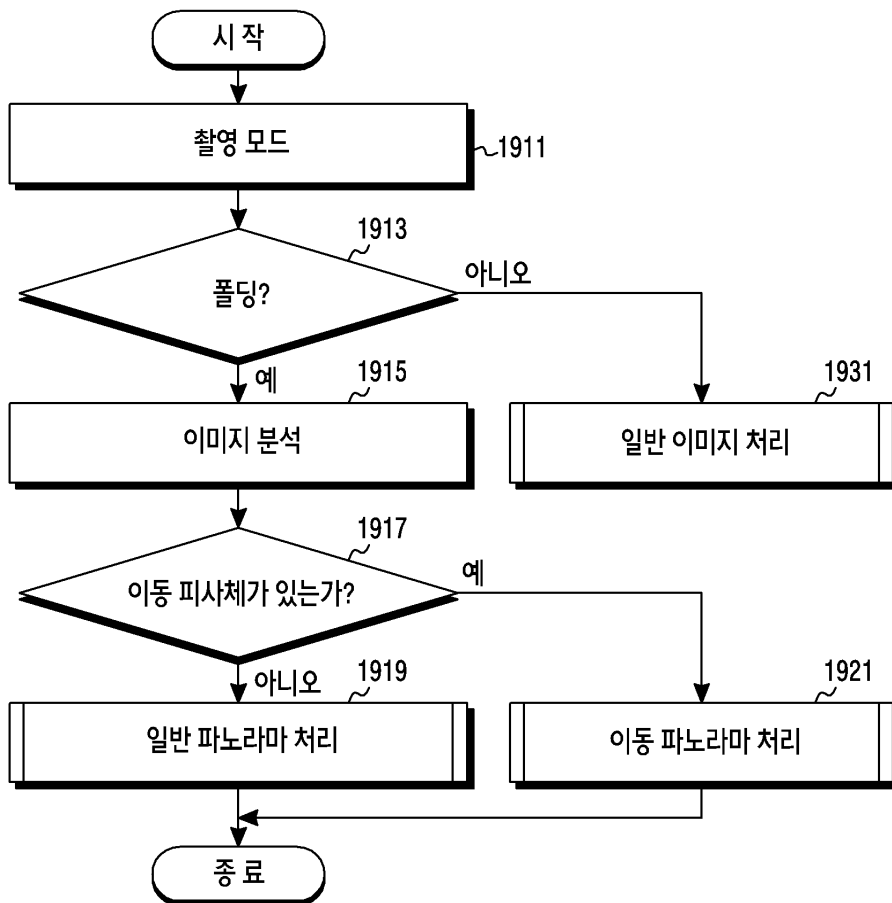 시 작
촬영 모드
1911
1913
폴딩?
아니오
예
1915
이미지 분석
1931
일반 이미지 처리
1917
이동 피사체가 있는가?
예
아니오
1919
일반 파노라마 처리
1921
이동 파노라마 처리
종 료